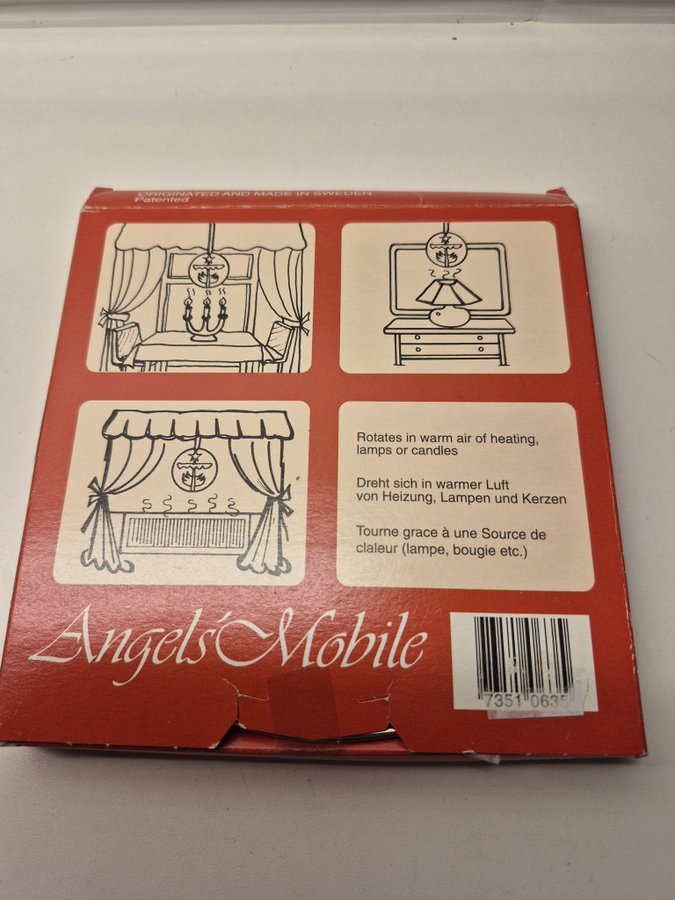 ORIGINATED AND MADE IN SWEDEN
Patented
Rotates in warm air of heating,
lamps or candles
Dreht sich in warmer Luft
von Heizung, Lampen und Kerzen
Tourne grace à une Source de
claleur (lampe, bougie etc.)
Angels' Mobile
7351 063